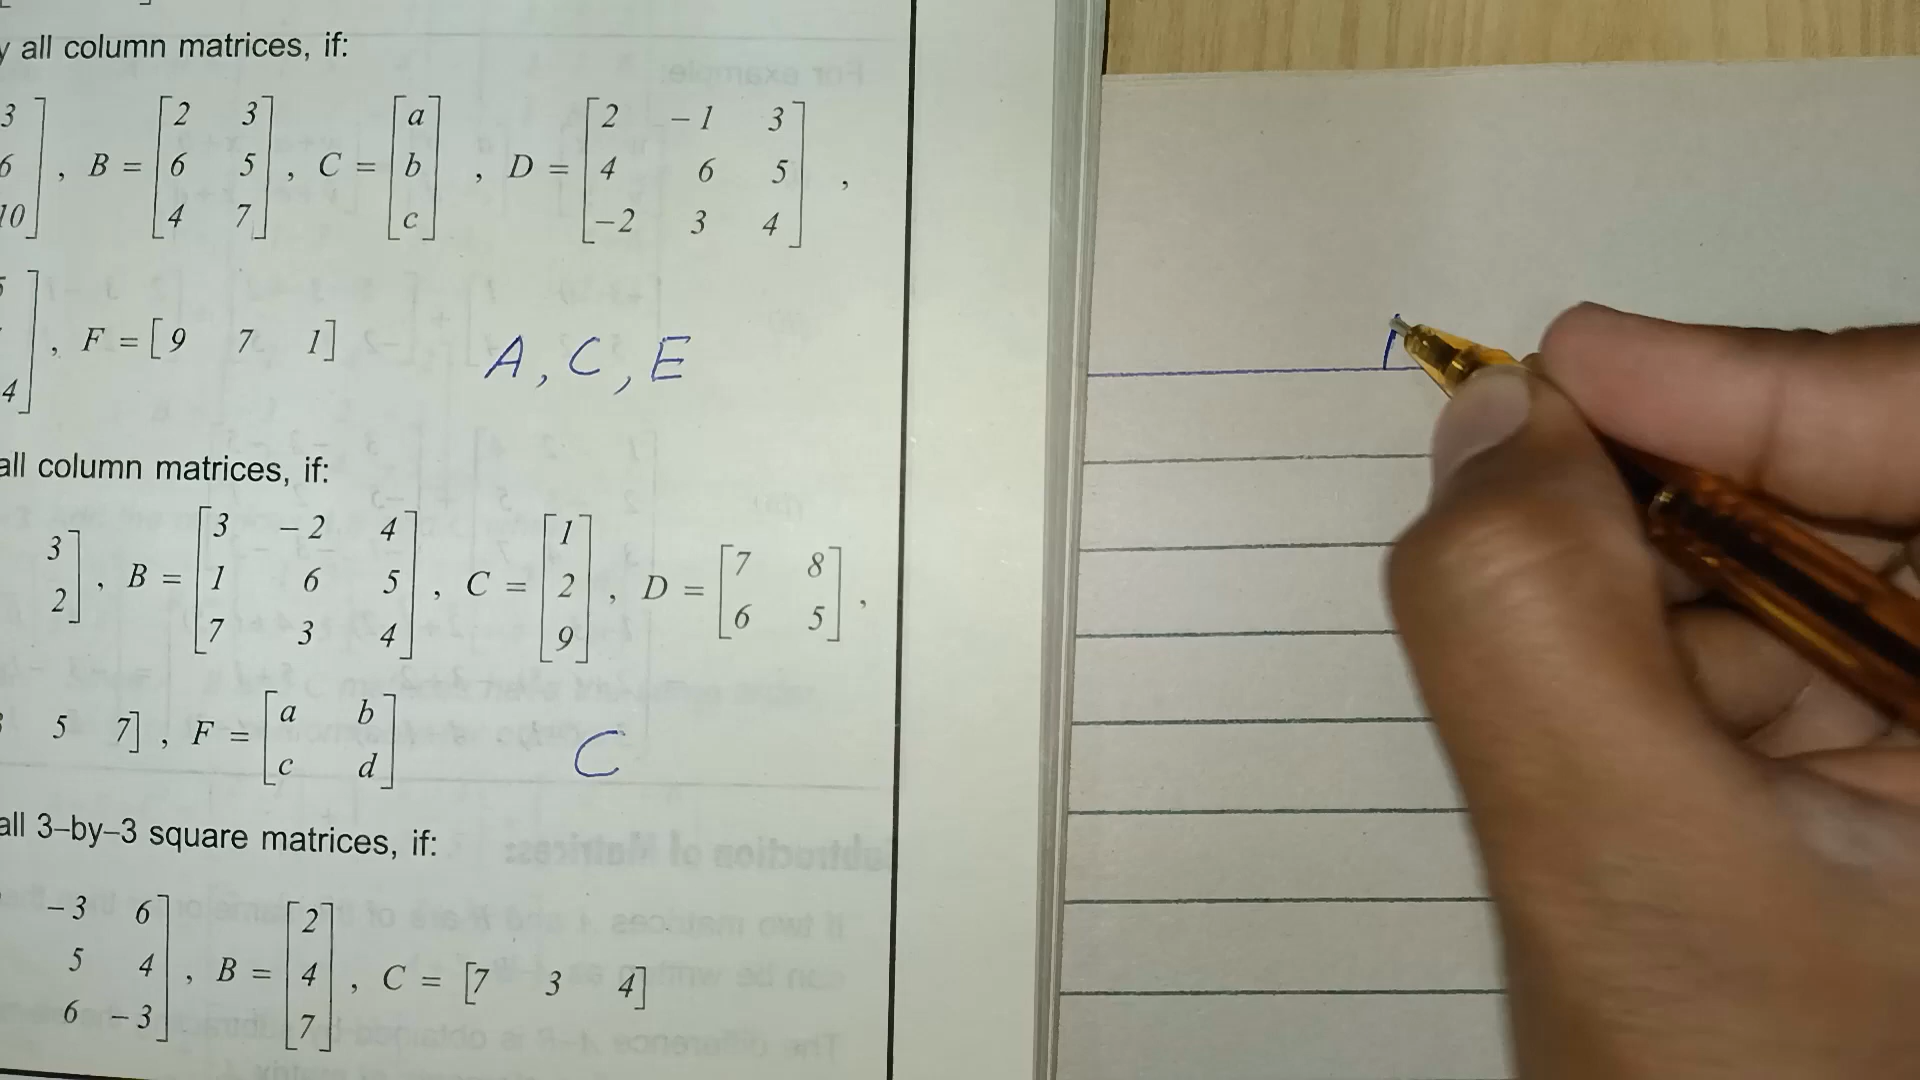 all column matrices, if:
3 2 3 a 2 -1 3
6 , B = 6 5 , C = b , D = 4 6 5 ,
10 4 7 c -2 3 4
, F = [9 7 1] A, C, E
4
all column matrices, if:
3 3 -2 4 1 7 8
2 , B = 1 6 5 , C = 2 , D = 6 5 ,
7 3 4 9
5 7] , F = a b
c d C
all 3-by-3 square matrices, if:
-3 6 2
5 4 , B = 4 , C = [7 3 4]
6 -3 7